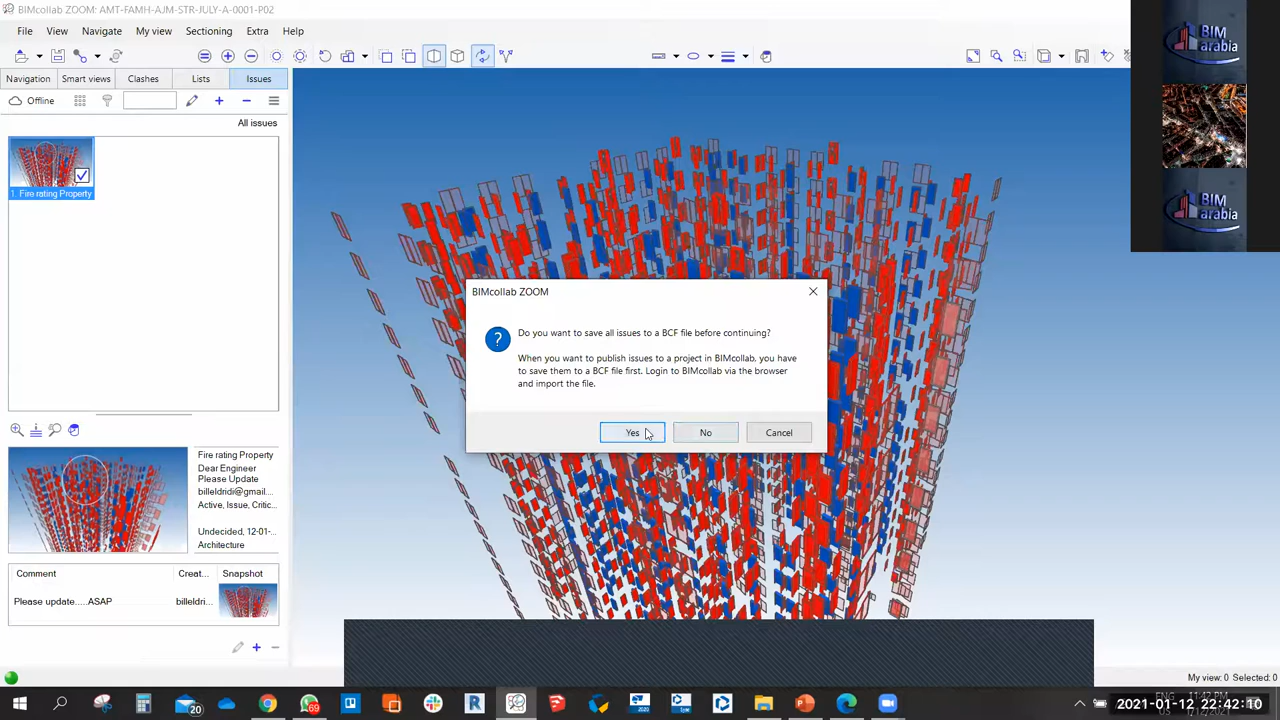 BIMcollab ZOOM: AMT-FAMH-AJM-STR-JULY-A-0001-P02
File View Navigate My view Sectioning Extra Help
Navigation Smart views Clashes Lists Issues
Offline
All issues
1. Fire rating Property
BIMcollab ZOOM
Do you want to save all issues to a BCF file before continuing?
When you want to publish issues to a project in BIMcollab, you have
to save them to a BCF file first. Login to BIMcollab via the browser
and import the file.
Yes No Cancel
Fire rating Property
Dear Engineer
Please Update
billeldridi@gmail....
Active, Issue, Critic...
Undecided, 12-01-...
Architecture
Comment Creat... Snapshot
Please update.....ASAP billeldri...
BIM
arabia
BIM
arabia
My view: 0 Selected: 0
20
69
2020
ENG
2021-01-12 22:42:10